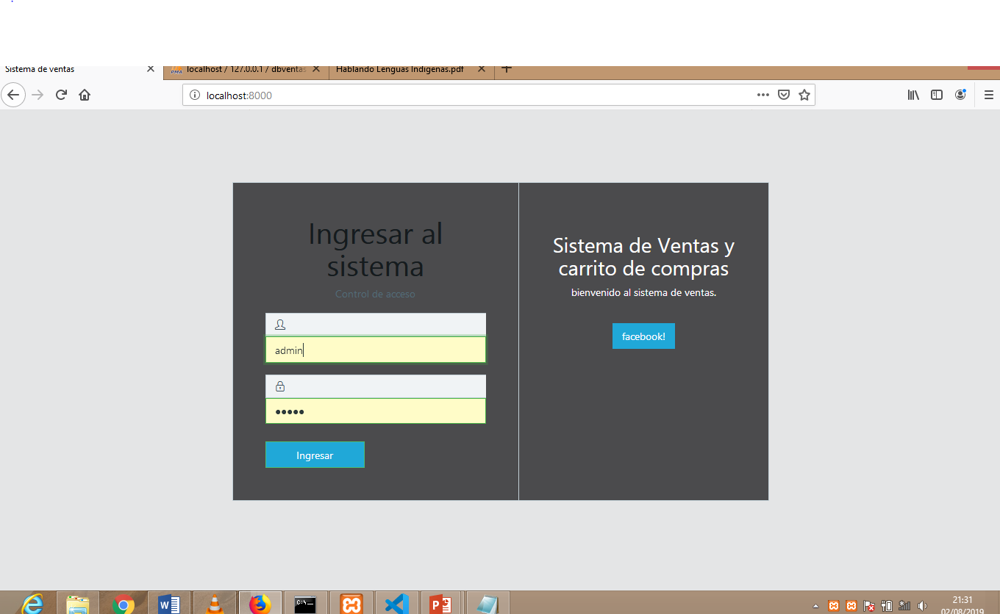 Sistema de ventas
localhost / 127.0.0.1 / dbventas
Hablando Lenguas Indigenas.pdf
localhost:8000
Ingresar al
sistema
Control de acceso
admin
Ingresar
Sistema de Ventas y
carrito de compras
bienvenido al sistema de ventas.
facebook!
21:31
02/08/2019